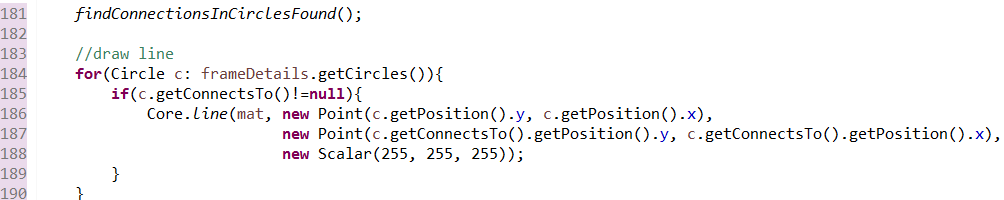 181 findConnectionsInCirclesFound();
182
183 //draw line
184 for(Circle c: frameDetails.getCircles()){
185 if(c.getConnectsTo()!=null){
186 Core.line(mat, new Point(c.getPosition().y, c.getPosition().x),
187 new Point(c.getConnectsTo().getPosition().y, c.getConnectsTo().getPosition().x),
188 new Scalar(255, 255, 255));
189 }
190 }